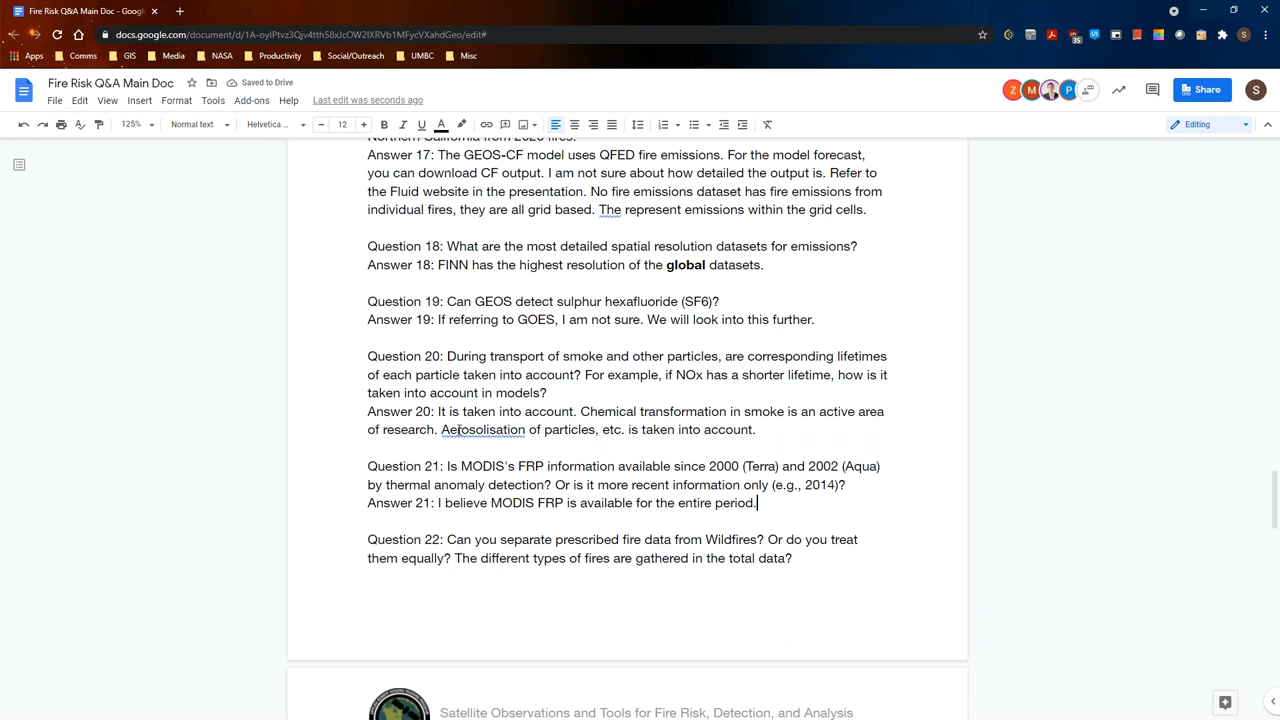 Fire Risk Q&A Main Doc - Googl
docs.google.com/document/d/1A-oylPtvz3Qjv4tth58xJcOW2lXRVb1MFycVXahdGeo/edit#
Apps Comms GIS Media NASA Productivity Social/Outreach UMBC Misc
Fire Risk Q&A Main Doc Saved to Drive
File Edit View Insert Format Tools Add-ons Help Last edit was seconds ago
Z M P Share S
125% Normal text Helvetica ... 12 B I U A Editing
Answer 17: The GEOS-CF model uses QFED fire emissions. For the model forecast,
you can download CF output. I am not sure about how detailed the output is. Refer to
the Fluid website in the presentation. No fire emissions dataset has fire emissions from
individual fires, they are all grid based. The represent emissions within the grid cells.
Question 18: What are the most detailed spatial resolution datasets for emissions?
Answer 18: FINN has the highest resolution of the global datasets.
Question 19: Can GEOS detect sulphur hexafluoride (SF6)?
Answer 19: If referring to GOES, I am not sure. We will look into this further.
Question 20: During transport of smoke and other particles, are corresponding lifetimes
of each particle taken into account? For example, if NOx has a shorter lifetime, how is it
taken into account in models?
Answer 20: It is taken into account. Chemical transformation in smoke is an active area
of research. Aerosolisation of particles, etc. is taken into account.
Question 21: Is MODIS's FRP information available since 2000 (Terra) and 2002 (Aqua)
by thermal anomaly detection? Or is it more recent information only (e.g., 2014)?
Answer 21: I believe MODIS FRP is available for the entire period.
Question 22: Can you separate prescribed fire data from Wildfires? Or do you treat
them equally? The different types of fires are gathered in the total data?
Satellite Observations and Tools for Fire Risk, Detection, and Analysis